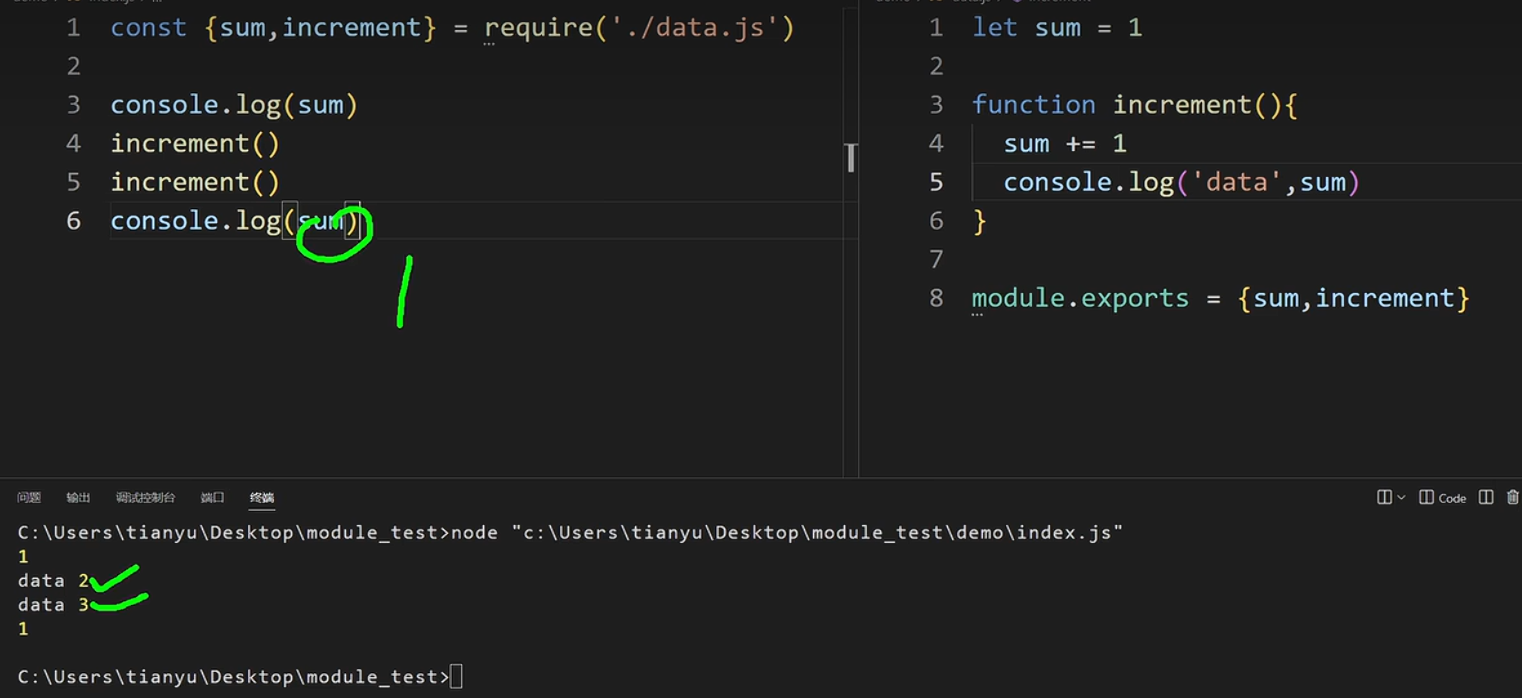 1 const {sum,increment} = require('./data.js')
2
3 console.log(sum)
4 increment()
5 increment()
6 console.log(sum)
1
1 let sum = 1
2
3 function increment(){
4 sum += 1
5 console.log('data',sum)
6 }
7
8 module.exports = {sum,increment}
问题 输出 调试控制台 端口 终端
Code
C:\Users\tianyu\Desktop\module_test>node "c:\Users\tianyu\Desktop\module_test\demo\index.js"
1
data 2
data 3
1
C:\Users\tianyu\Desktop\module_test>